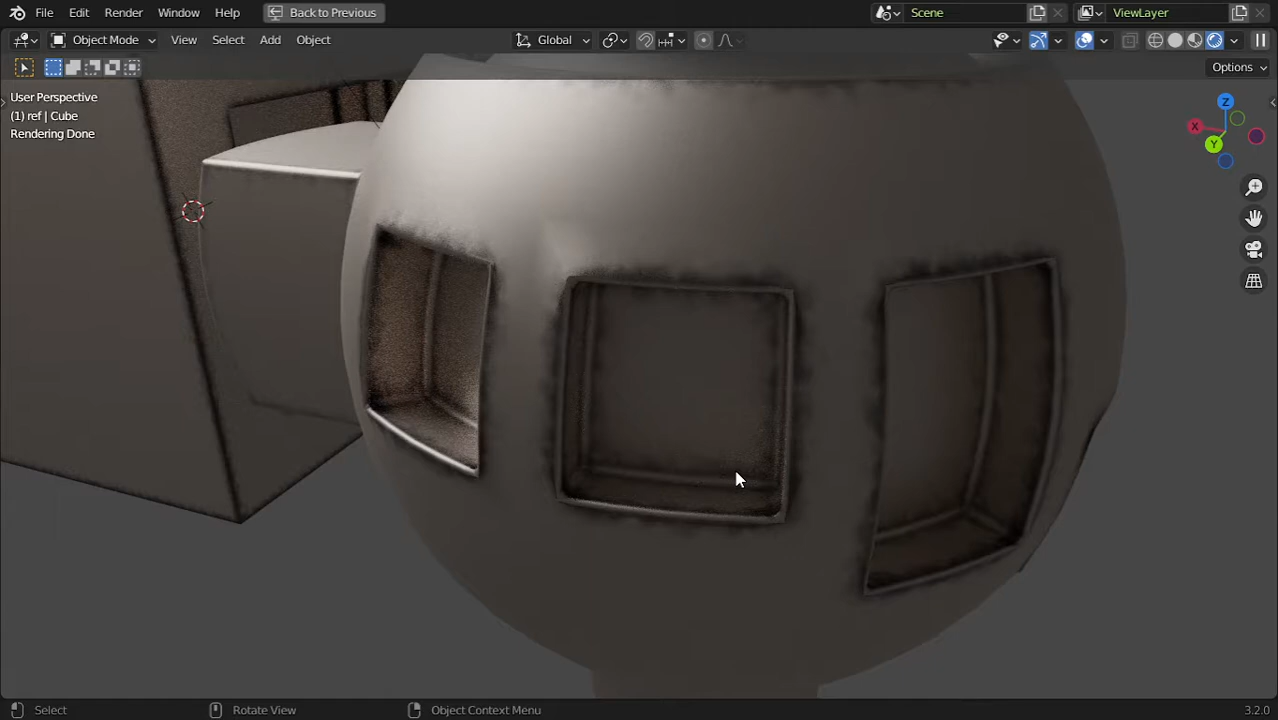 File Edit Render Window Help Back to Previous Scene ViewLayer
Object Mode View Select Add Object Global
Options
User Perspective
(1) ref | Cube
Rendering Done
Z
X
Y
Select Rotate View Object Context Menu 3.2.0